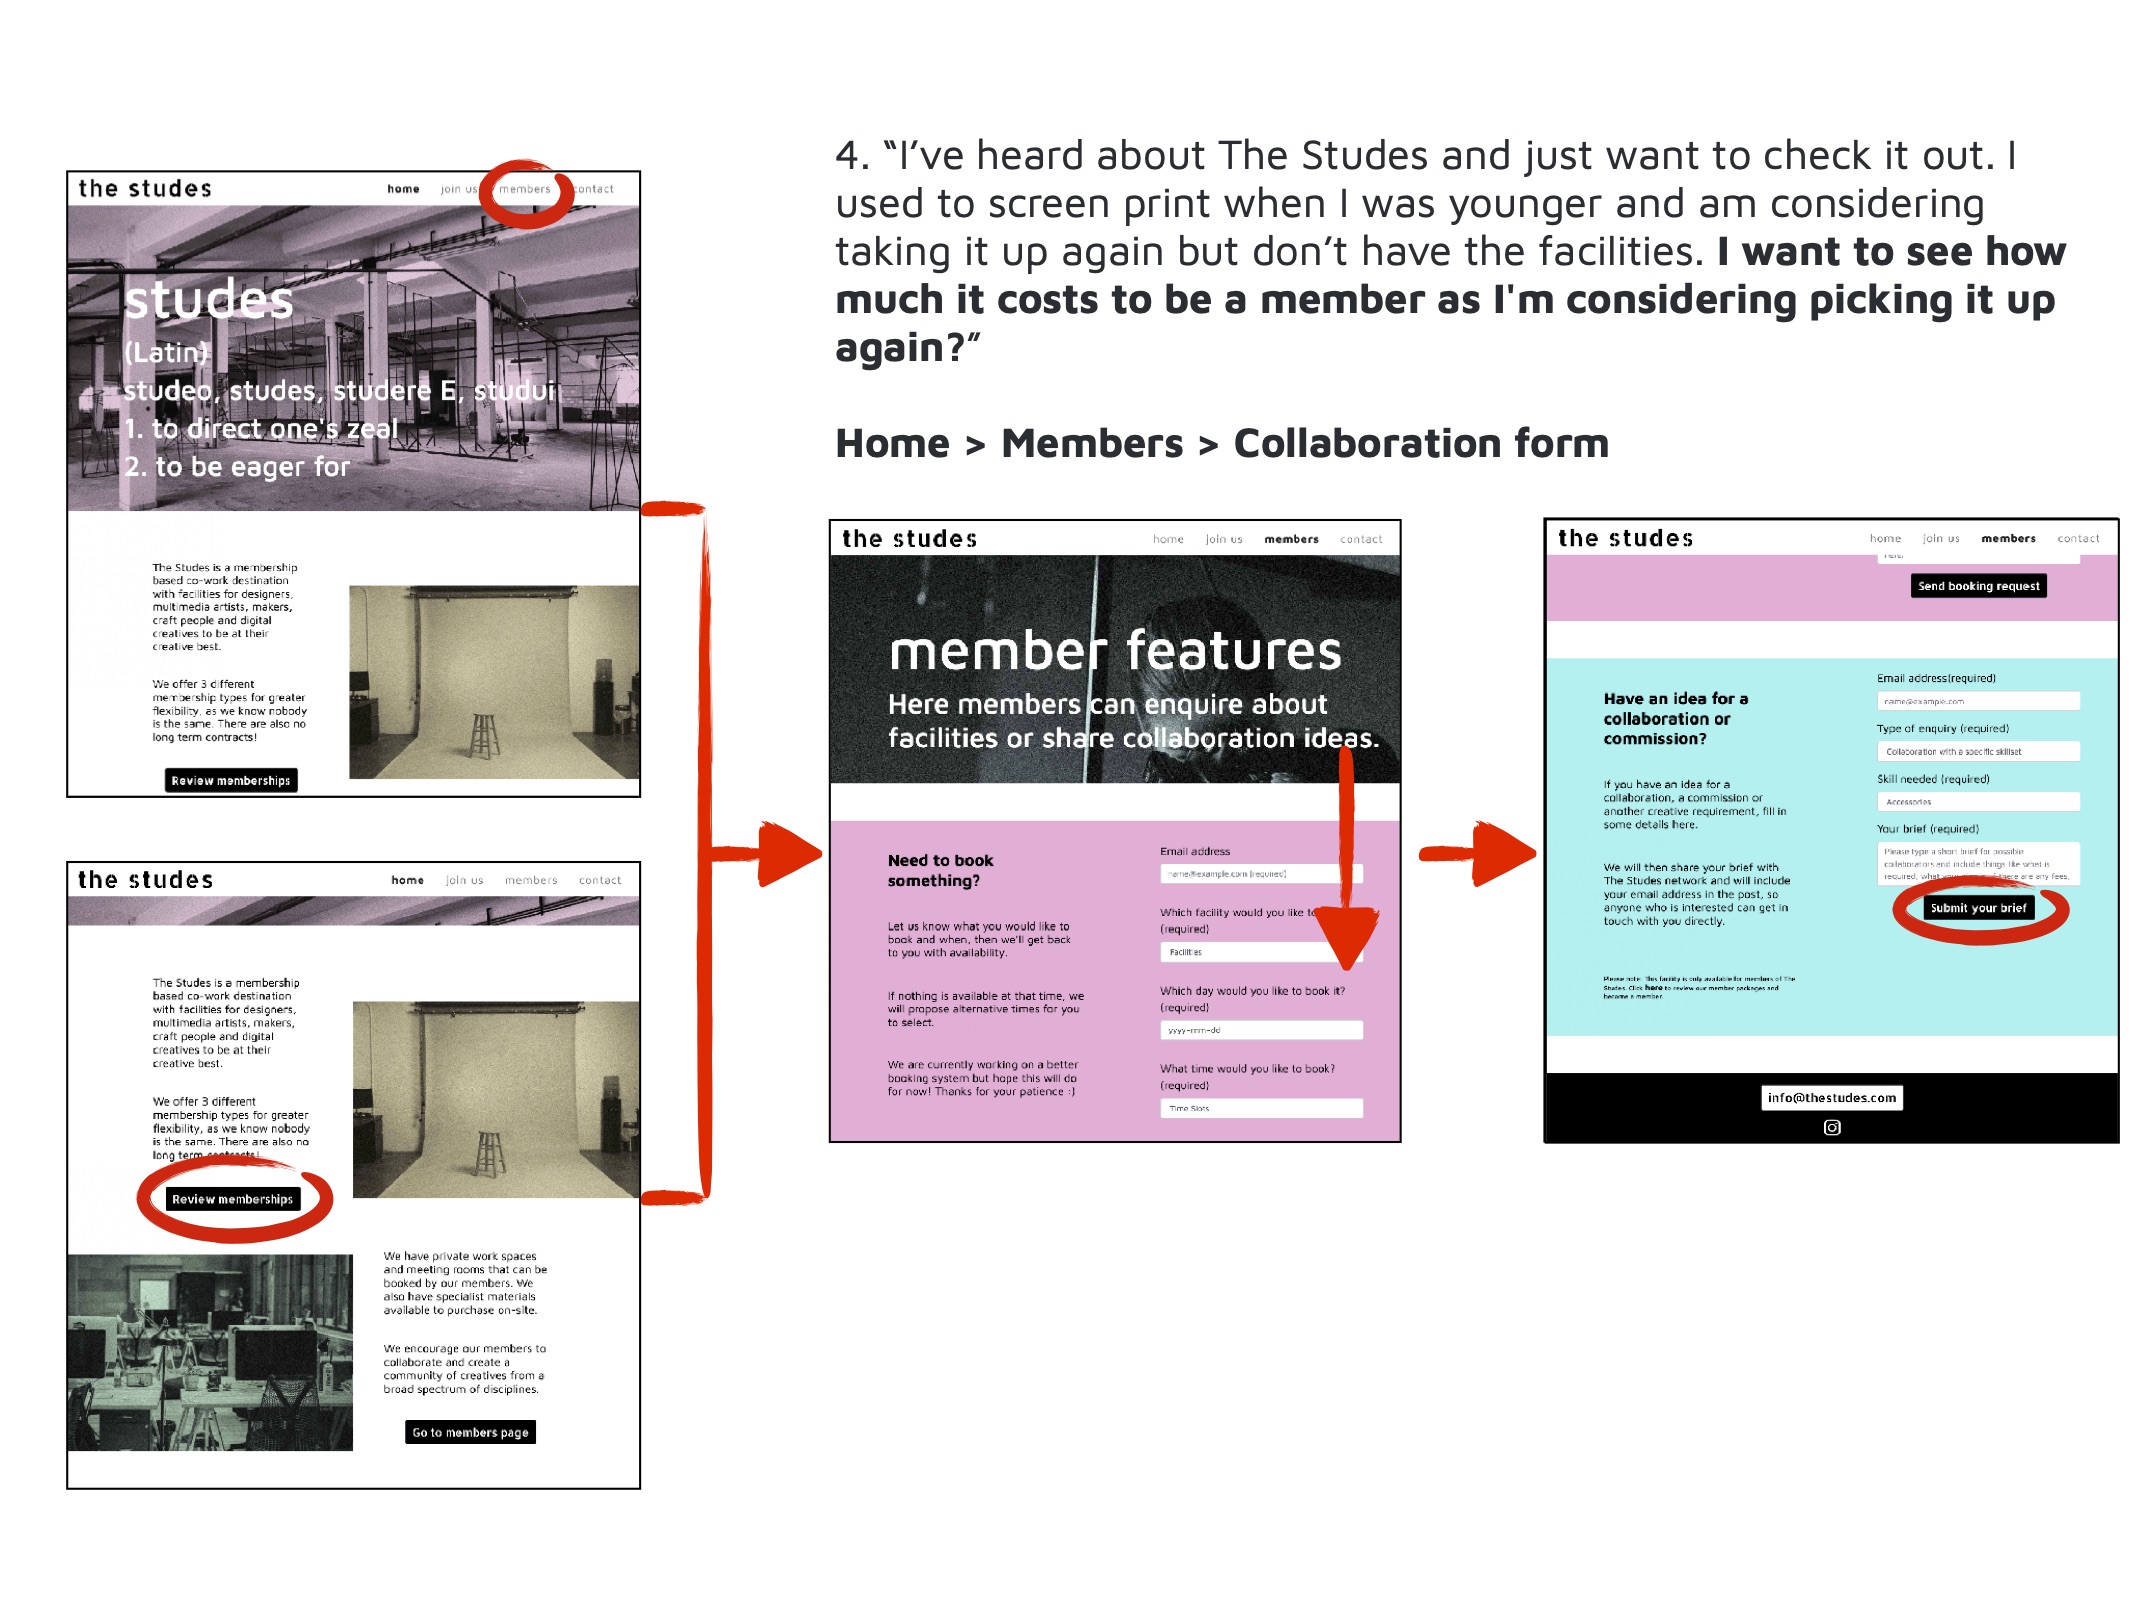 4. “I’ve heard about The Studes and just want to check it out. I
used to screen print when I was younger and am considering
taking it up again but don’t have the facilities. I want to see how
much it costs to be a member as I'm considering picking it up
again?”
Home > Members > Collaboration form
the studes
home join us members contact
studes
(Latin)
studeo, studes, studere E, studui
1. to direct one's zeal
2. to be eager for
The Studes is a membership
based co-work destination
with facilities for designers,
multimedia artists, makers,
craft people and digital
creatives to be at their
creative best.
We offer 3 different
membership types for greater
flexibility, as we know nobody
is the same. There are also no
long term contracts!
Review memberships
the studes
home join us members contact
The Studes is a membership
based co-work destination
with facilities for designers,
multimedia artists, makers,
craft people and digital
creatives to be at their
creative best.
We offer 3 different
membership types for greater
flexibility, as we know nobody
is the same. There are also no
long term contracts!
Review memberships
We have private work spaces
and meeting rooms that can be
booked by our members. We
also have specialist materials
available to purchase on-site.
We encourage our members to
collaborate and create a
community of creatives from a
broad spectrum of disciplines.
Go to members page
the studes
home join us members contact
member features
Here members can enquire about
facilities or share collaboration ideas.
Need to book
something?
Let us know what you would like to
book and when, then we'll get back
to you with availability.
If nothing is available at that time, we
will propose alternative times for you
to select.
We are currently working on a better
booking system but hope this will do
for now! Thanks for your patience :)
Email address
name@example.com (required)
Which facility would you like to
(required)
Facilities
Which day would you like to book it?
(required)
yyyy-mm-dd
What time would you like to book?
(required)
Time Slots
the studes
home join us members contact
Send booking request
Have an idea for a
collaboration or
commission?
If you have an idea for a
collaboration, a commission or
another creative requirement, fill in
some details here.
We will then share your brief with
The Studes network and will include
your email address in the post, so
anyone who is interested can get in
touch with you directly.
Please note: This facility is only available for members of The
Studes. Click here to review our member packages and
become a member.
Email address(required)
name@example.com
Type of enquiry (required)
Collaboration with a specific skillset
Skill needed (required)
Accessories
Your brief (required)
Please type a short brief for possible
collaborators and include things like what is
required, what there are any fees,
Submit your brief
info@thestudes.com